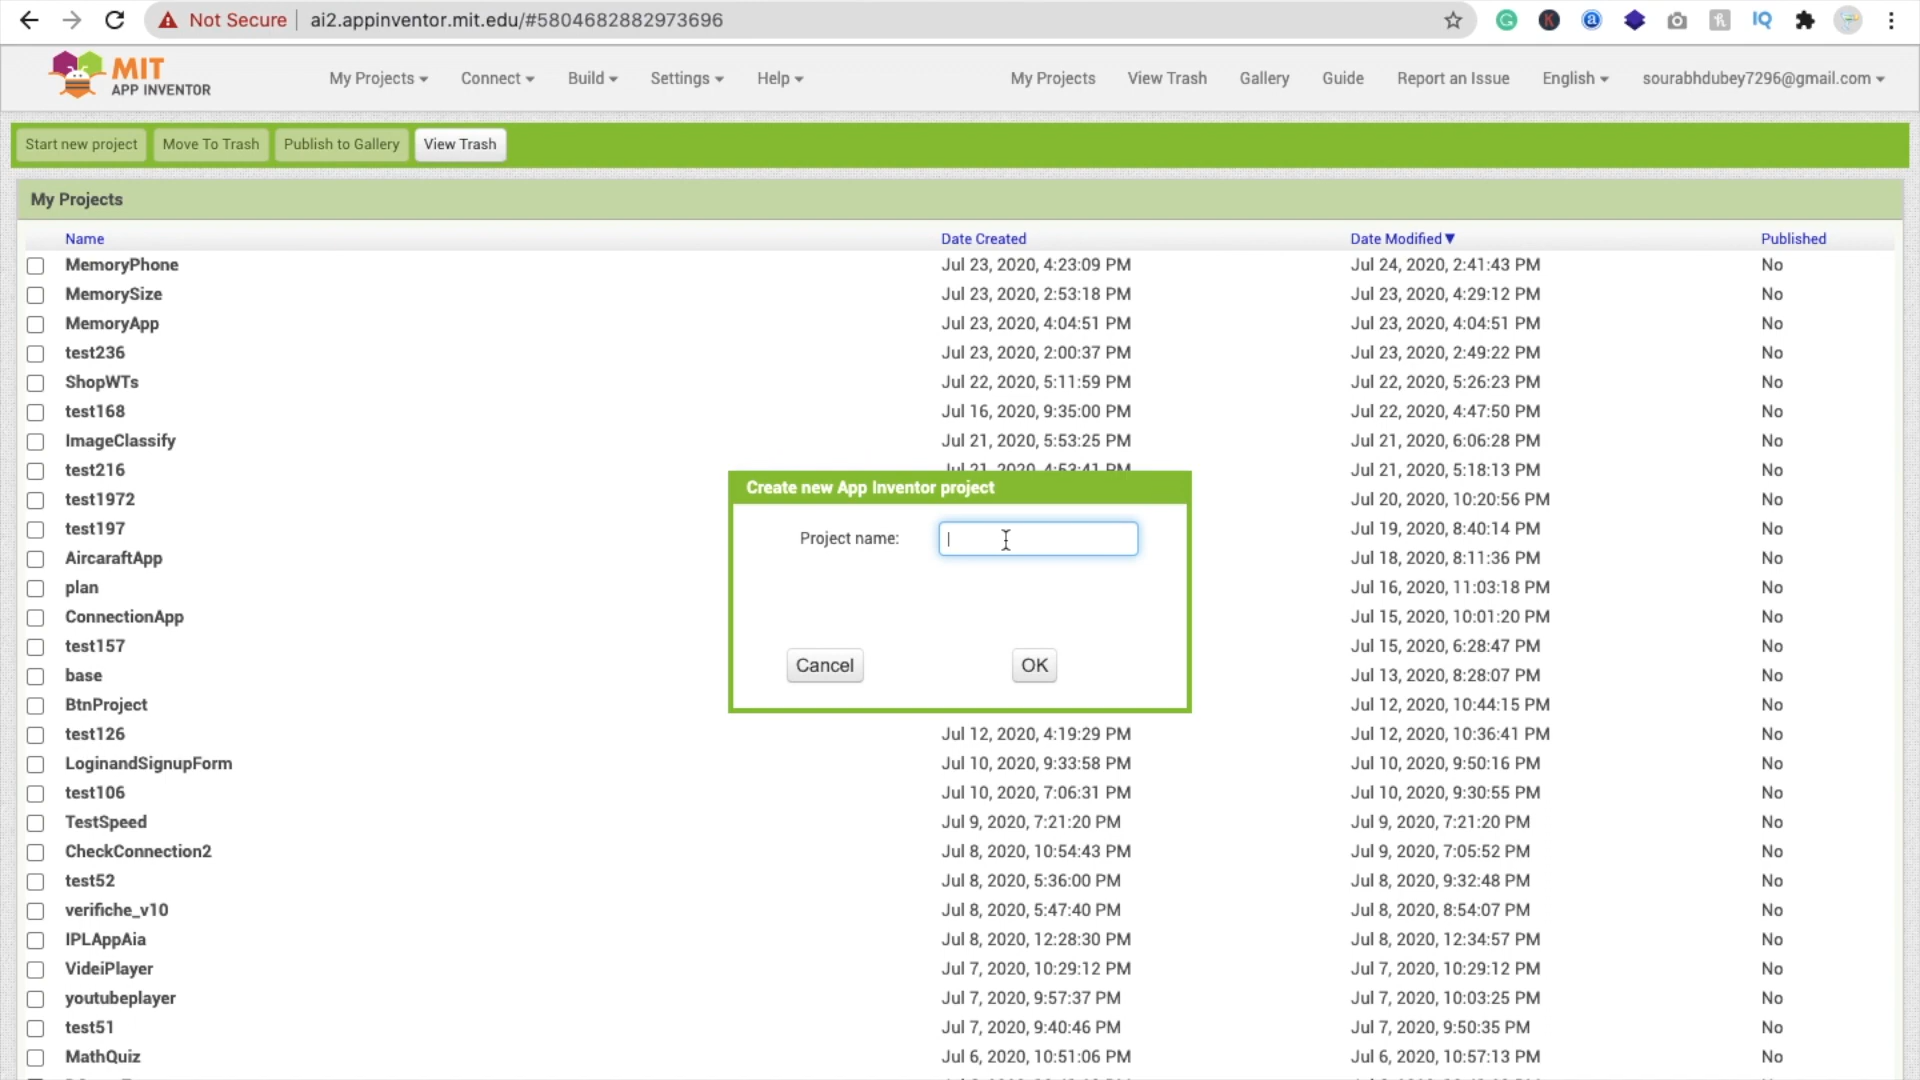 Not Secure ai2.appinventor.mit.edu/#5804682882973696
MIT
APP INVENTOR
My Projects Connect Build Settings Help My Projects View Trash Gallery Guide Report an Issue English sourabhdubey7296@gmail.com
Start new project Move To Trash Publish to Gallery View Trash
My Projects
Name Date Created Date Modified▼ Published
MemoryPhone Jul 23, 2020, 4:23:09 PM Jul 24, 2020, 2:41:43 PM No
MemorySize Jul 23, 2020, 2:53:18 PM Jul 23, 2020, 4:29:12 PM No
MemoryApp Jul 23, 2020, 4:04:51 PM Jul 23, 2020, 4:04:51 PM No
test236 Jul 23, 2020, 2:00:37 PM Jul 23, 2020, 2:49:22 PM No
ShopWTs Jul 22, 2020, 5:11:59 PM Jul 22, 2020, 5:26:23 PM No
test168 Jul 16, 2020, 9:35:00 PM Jul 22, 2020, 4:47:50 PM No
ImageClassify Jul 21, 2020, 5:53:25 PM Jul 21, 2020, 6:06:28 PM No
test216 Jul 21, 2020, 4:53:41 PM Jul 21, 2020, 5:18:13 PM No
test1972 Jul 20, 2020, 10:20:56 PM No
test197 Jul 19, 2020, 8:40:14 PM No
AircaraftApp Jul 18, 2020, 8:11:36 PM No
plan Jul 16, 2020, 11:03:18 PM No
ConnectionApp Jul 15, 2020, 10:01:20 PM No
test157 Jul 15, 2020, 6:28:47 PM No
base Jul 13, 2020, 8:28:07 PM No
BtnProject Jul 12, 2020, 10:44:15 PM No
Create new App Inventor project
Project name:
Cancel OK
test126 Jul 12, 2020, 4:19:29 PM Jul 12, 2020, 10:36:41 PM No
LoginandSignupForm Jul 10, 2020, 9:33:58 PM Jul 10, 2020, 9:50:16 PM No
test106 Jul 10, 2020, 7:06:31 PM Jul 10, 2020, 9:30:55 PM No
TestSpeed Jul 9, 2020, 7:21:20 PM Jul 9, 2020, 7:21:20 PM No
CheckConnection2 Jul 8, 2020, 10:54:43 PM Jul 9, 2020, 7:05:52 PM No
test52 Jul 8, 2020, 5:36:00 PM Jul 8, 2020, 9:32:48 PM No
verifiche_v10 Jul 8, 2020, 5:47:40 PM Jul 8, 2020, 8:54:07 PM No
IPLAppAia Jul 8, 2020, 12:28:30 PM Jul 8, 2020, 12:34:57 PM No
VideiPlayer Jul 7, 2020, 10:29:12 PM Jul 7, 2020, 10:29:12 PM No
youtubeplayer Jul 7, 2020, 9:57:37 PM Jul 7, 2020, 10:03:25 PM No
test51 Jul 7, 2020, 9:40:46 PM Jul 7, 2020, 9:50:35 PM No
MathQuiz Jul 6, 2020, 10:51:06 PM Jul 6, 2020, 10:57:13 PM No